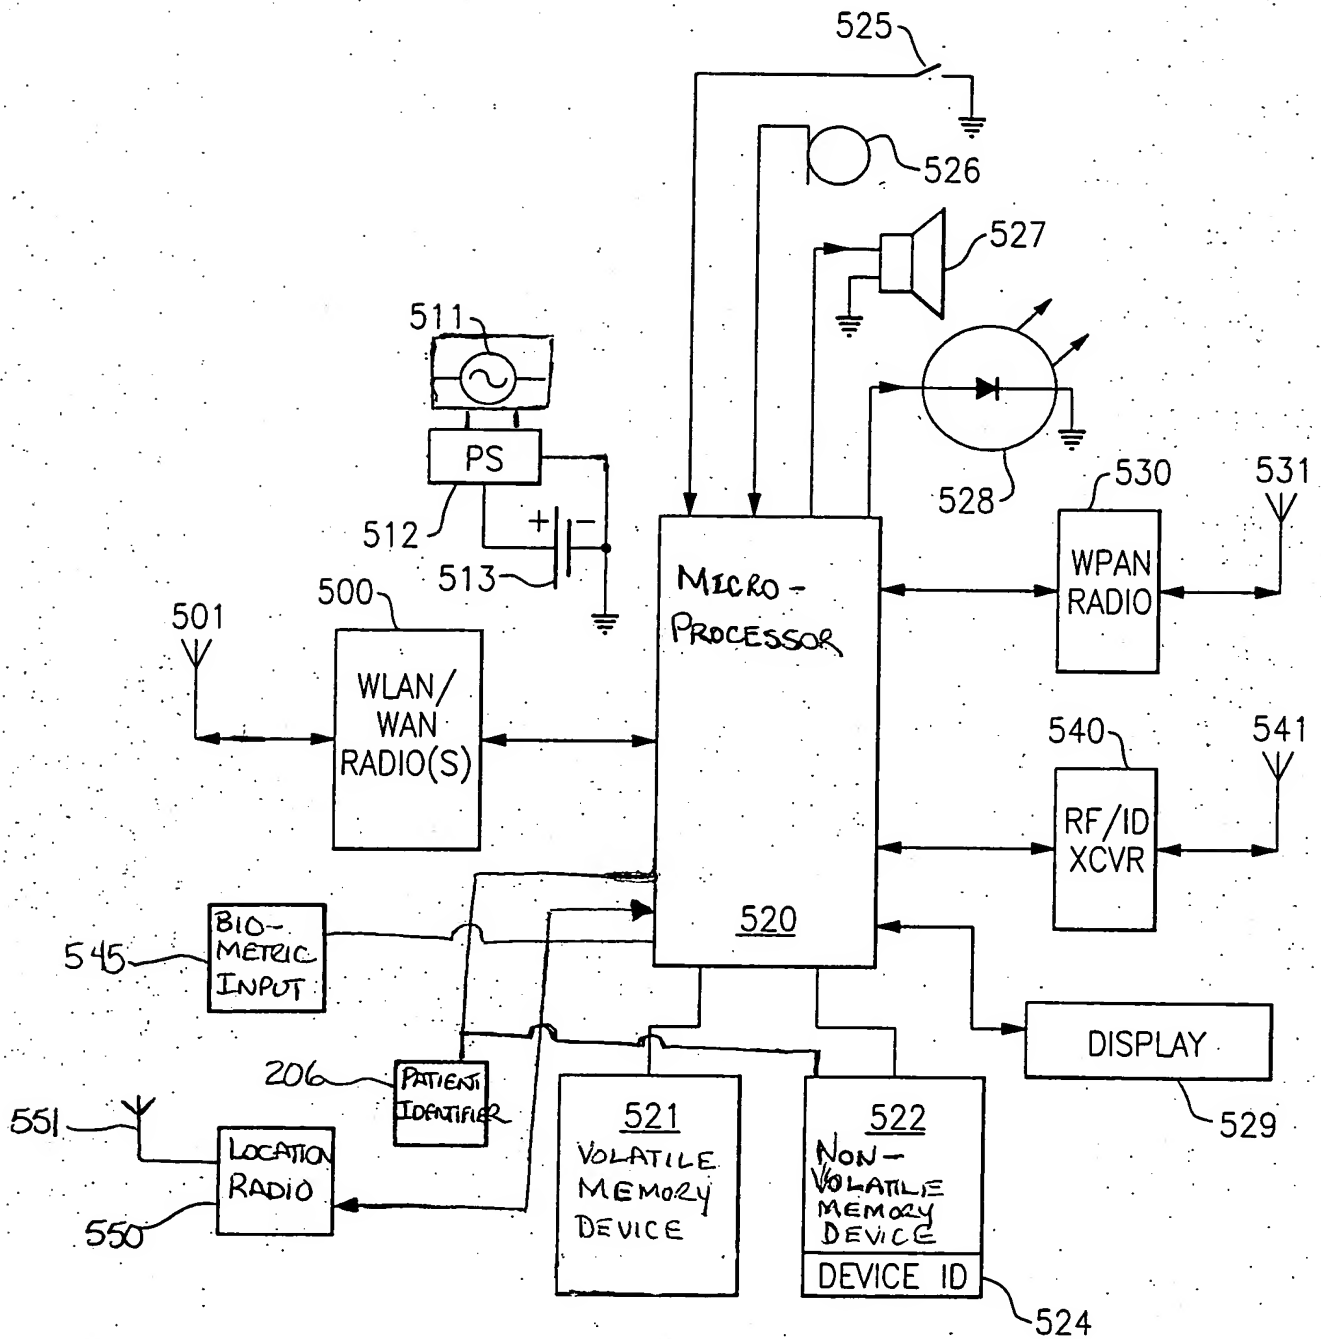 525
526
527
511
PS
512
+ -
513
528
530
531
WPAN
RADIO
MICRO-
PROCESSOR
500
501
WLAN/
WAN
RADIO(S)
540
541
RF/ID
XCVR
520
BIO-
METRIC
INPUT
545
DISPLAY
529
206
PATIENT
IDENTIFIER
551
LOCATION
RADIO
550
521
VOLATILE
MEMORY
DEVICE
522
NON-
VOLATILE
MEMORY
DEVICE
DEVICE ID
524